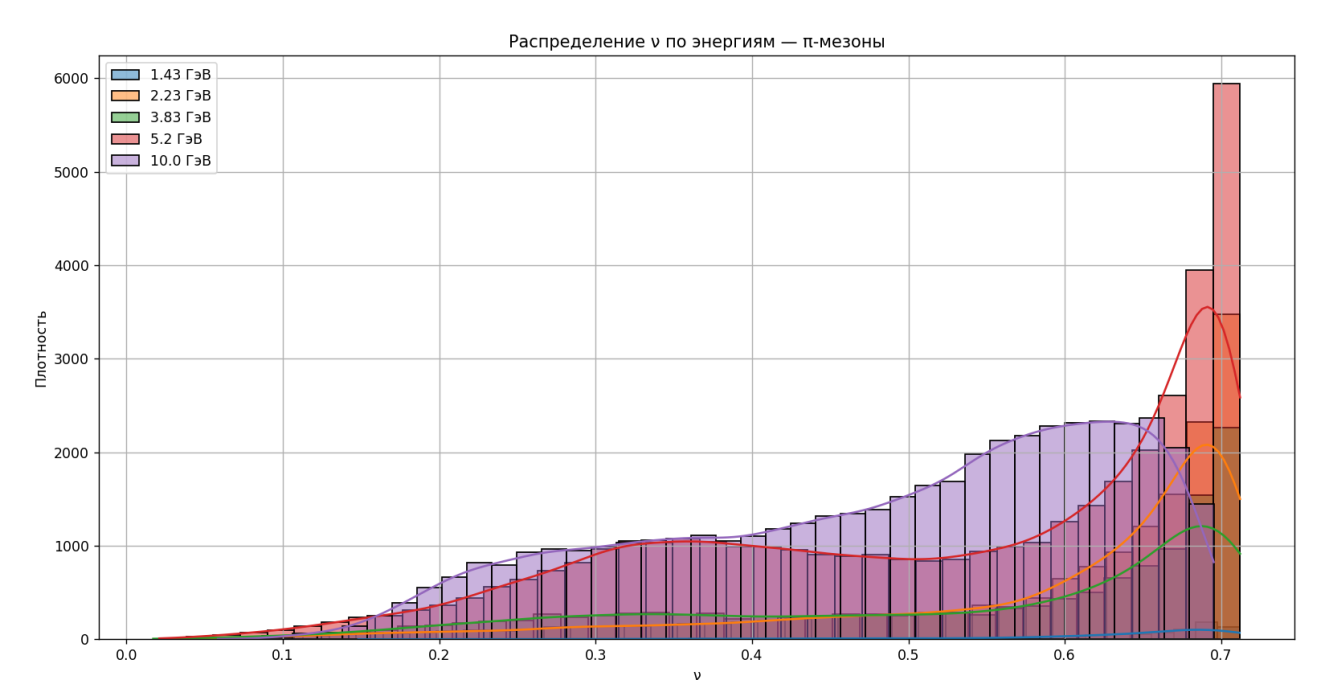 Распределение ν по энергиям — π-мезоны
1.43 ГэВ
2.23 ГэВ
3.83 ГэВ
5.2 ГэВ
10.0 ГэВ
Плотность
6000
5000
4000
3000
2000
1000
0
0.0 0.1 0.2 0.3 0.4 0.5 0.6 0.7
ν